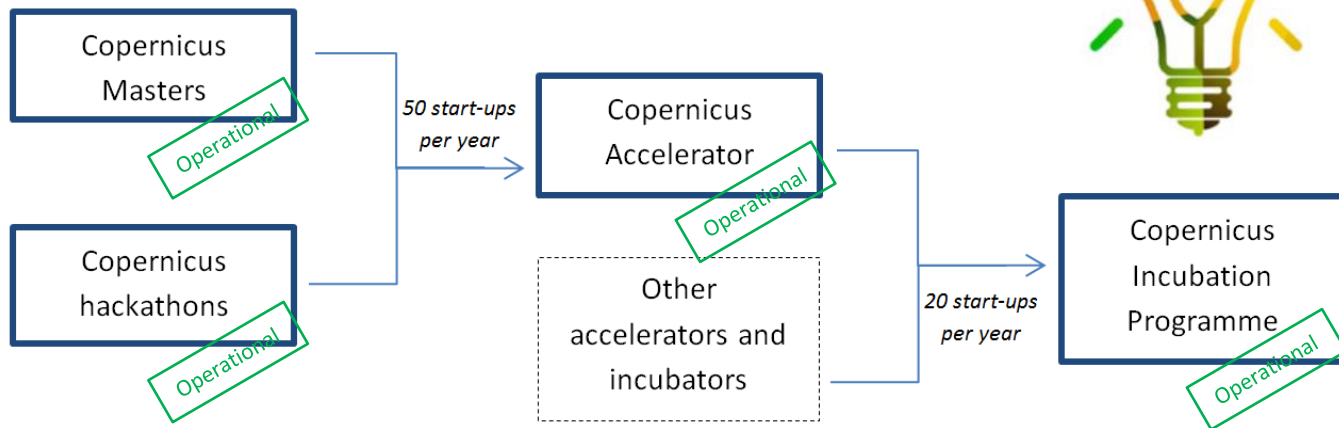 Copernicus
Masters
Operational
Copernicus
hackathons
Operational
50 start-ups
per year
Copernicus
Accelerator
Operational
Other
accelerators and
incubators
20 start-ups
per year
Copernicus
Incubation
Programme
Operational